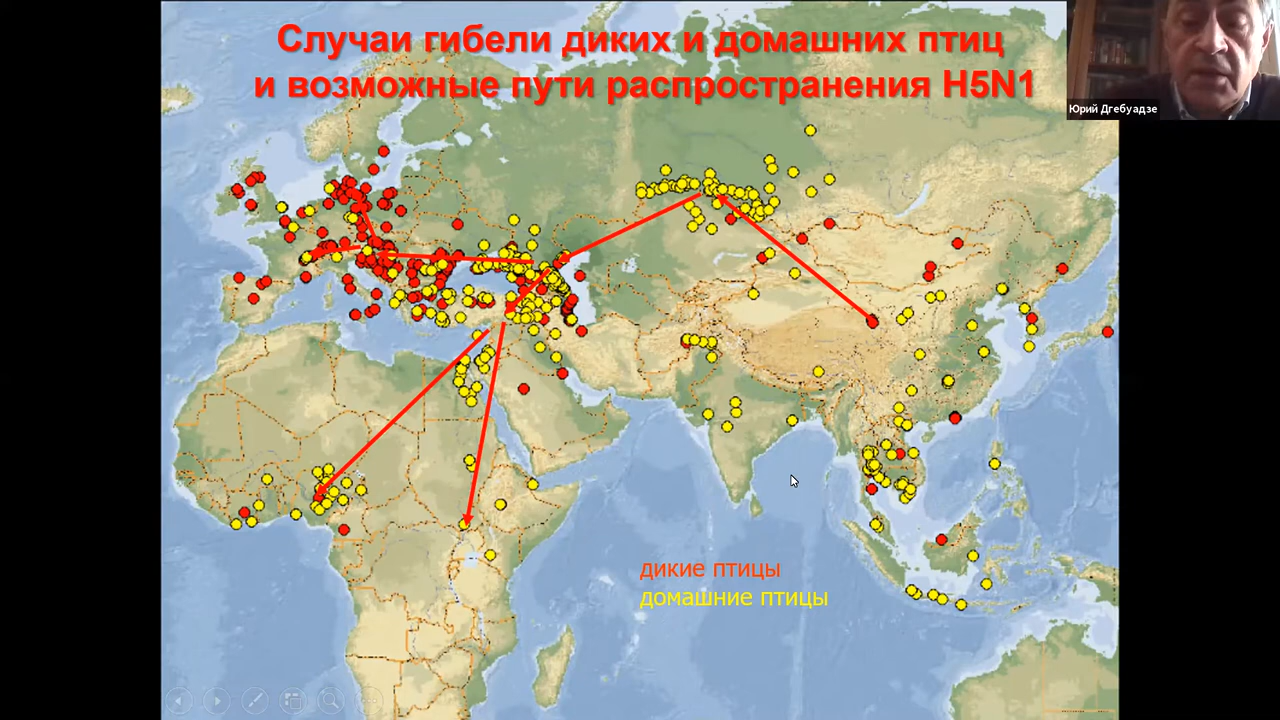 Случаи гибели диких и домашних птиц
и возможные пути распространения H5N1
Юрий Дгебуадзе
дикие птицы
домашние птицы